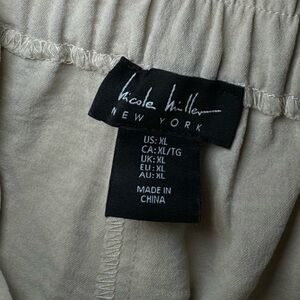 Nicole Miller
NEW YORK
US: XL
CA: XL/TG
UK: XL
EU: XL
AU: XL
MADE IN
CHINA